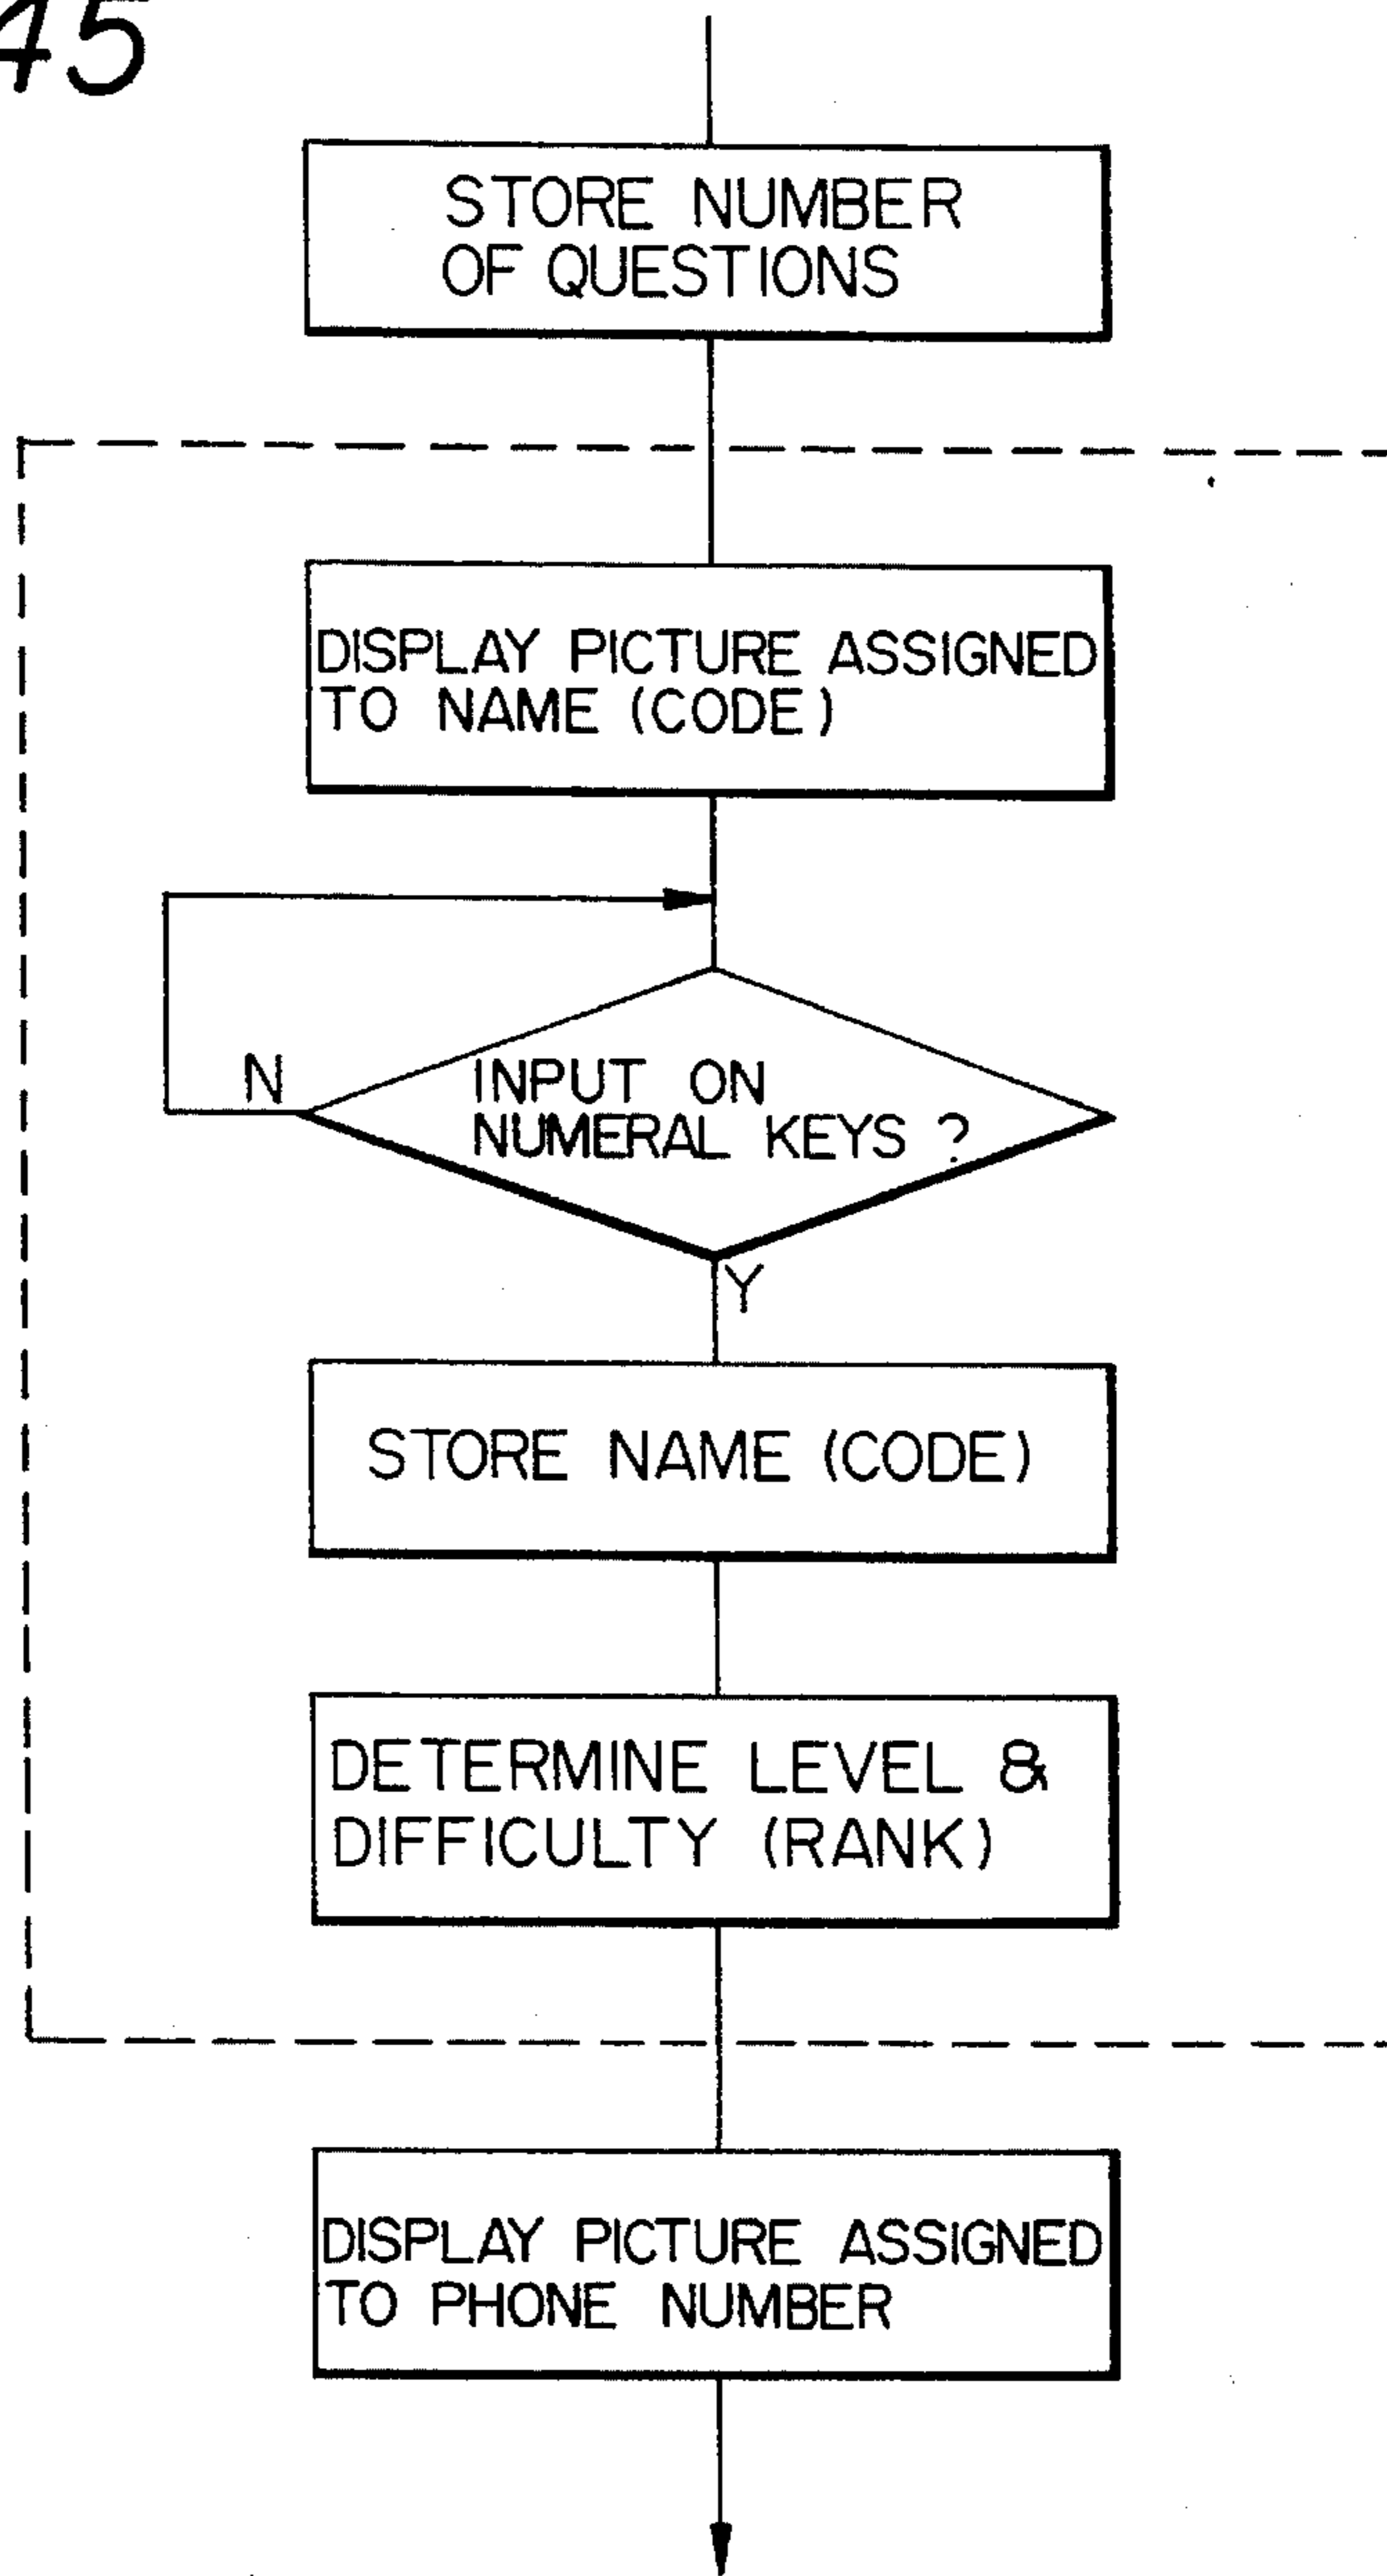 45
STORE NUMBER
OF QUESTIONS
DISPLAY PICTURE ASSIGNED
TO NAME (CODE)
N
INPUT ON
NUMERAL KEYS ?
Y
STORE NAME (CODE)
DETERMINE LEVEL &
DIFFICULTY (RANK)
DISPLAY PICTURE ASSIGNED
TO PHONE NUMBER